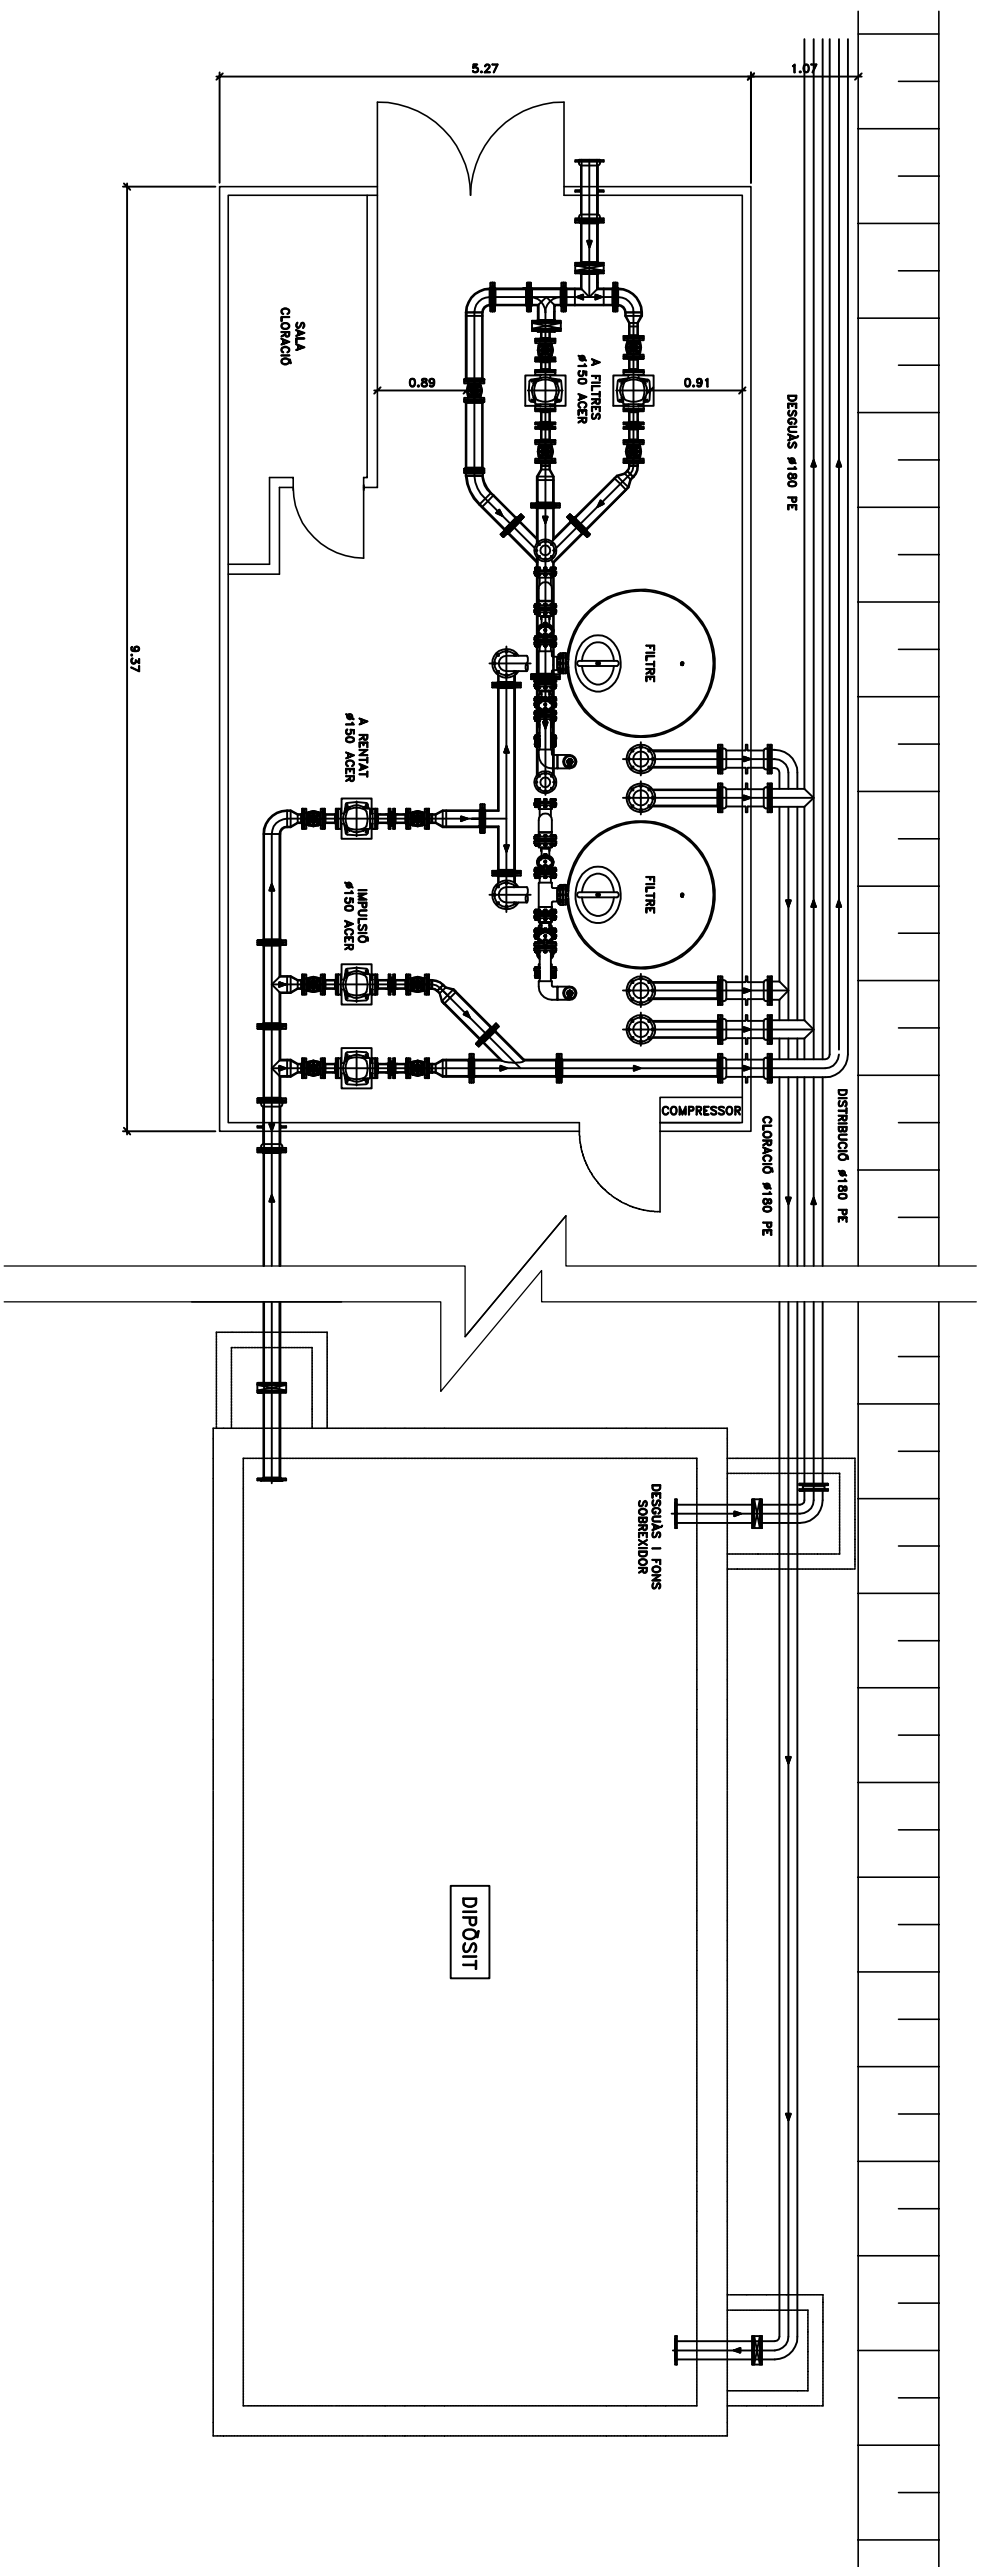 5.27
1.07
SALA
CLORACIÓ
0.89
A FILTRES
ø150 ACER
0.91
DESGUÀS ø180 PE
9.37
FILTRE
A RENTAT
ø150 ACER
IMPULSIÓ
ø150 ACER
FILTRE
COMPRESSOR
CLORACIÓ ø180 PE
DISTRIBUCIÓ ø180 PE
DESGUÀS I FONS
SOBREXIDOR
DIPÒSIT